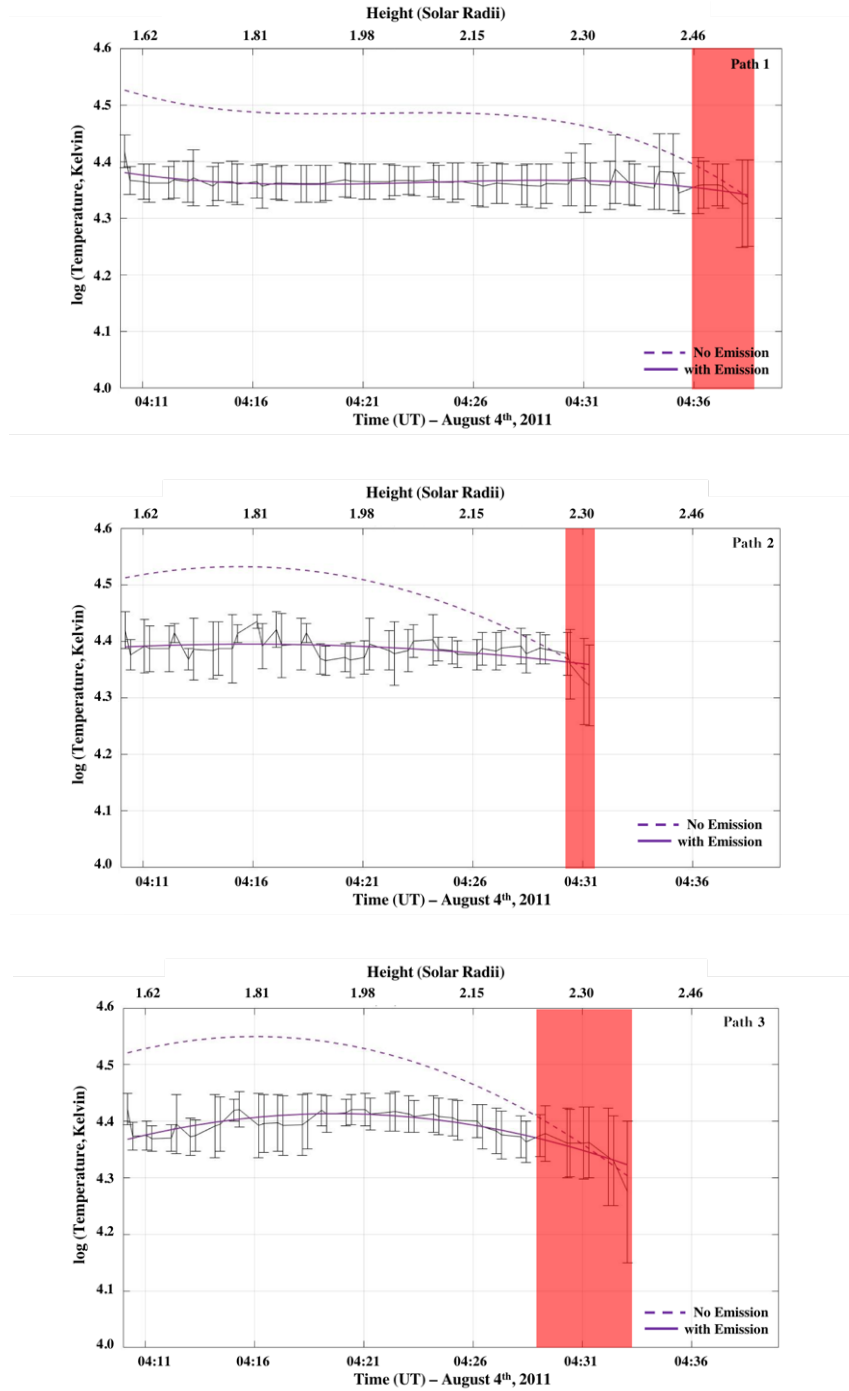 Height (Solar Radii)
1.62 1.81 1.98 2.15 2.30 2.46
4.6
4.5
4.4
4.3
4.2
4.1
4.0
log (Temperature, Kelvin)
Path 1
No Emission
with Emission
04:11 04:16 04:21 04:26 04:31 04:36
Time (UT) – August 4th, 2011
Height (Solar Radii)
1.62 1.81 1.98 2.15 2.30 2.46
4.6
4.5
4.4
4.3
4.2
4.1
4.0
log (Temperature, Kelvin)
Path 2
No Emission
with Emission
04:11 04:16 04:21 04:26 04:31 04:36
Time (UT) – August 4th, 2011
Height (Solar Radii)
1.62 1.81 1.98 2.15 2.30 2.46
4.6
4.5
4.4
4.3
4.2
4.1
4.0
log (Temperature, Kelvin)
Path 3
No Emission
with Emission
04:11 04:16 04:21 04:26 04:31 04:36
Time (UT) – August 4th, 2011